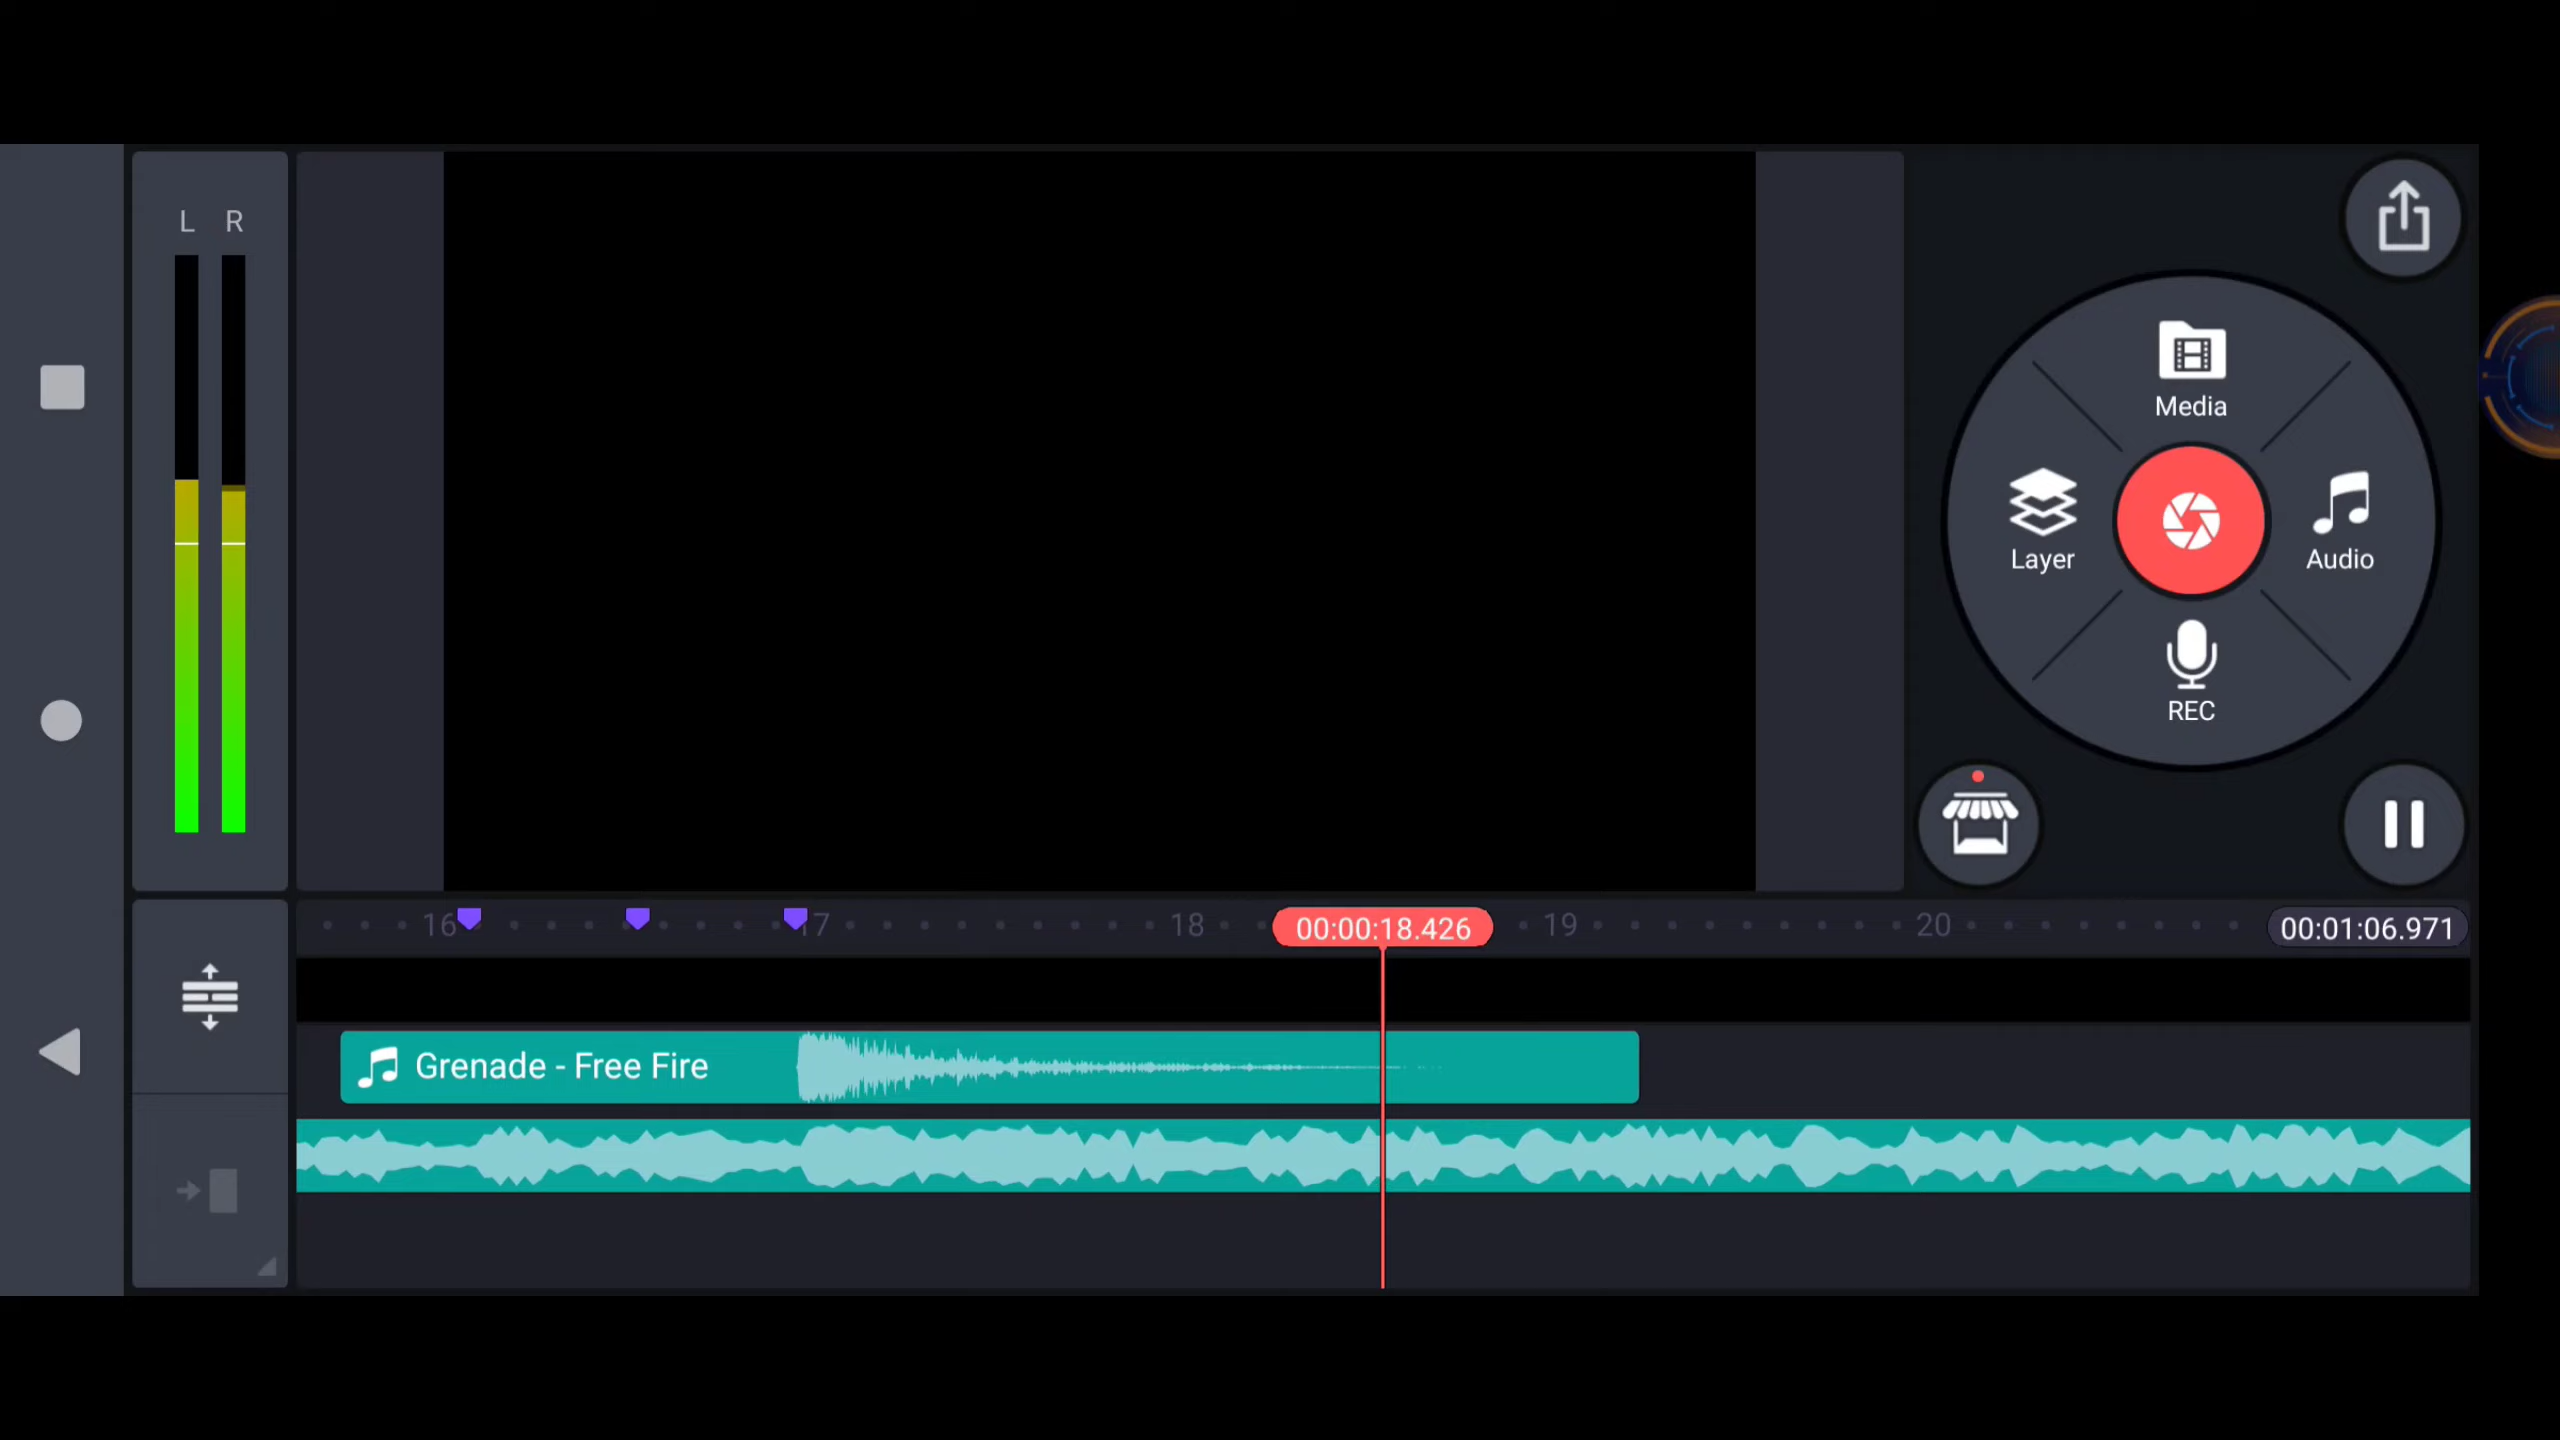 L R
Media
Layer
Audio
REC
16 17 18 00:00:18.426 19 20 00:01:06.971
Grenade - Free Fire